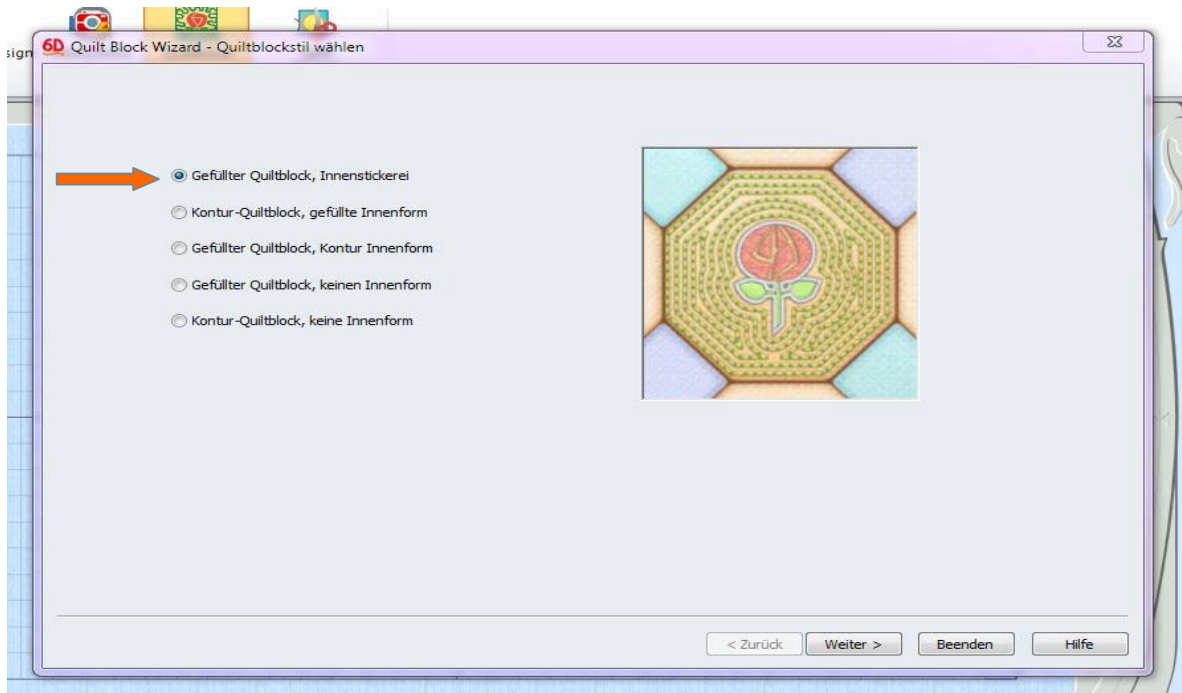 sign
6D Quilt Block Wizard - Quiltblockstil wählen
Gefüllter Quiltblock, Innenstickerei
Kontur-Quiltblock, gefüllte Innenform
Gefüllter Quiltblock, Kontur Innenform
Gefüllter Quiltblock, keinen Innenform
Kontur-Quiltblock, keine Innenform
< Zurück Weiter > Beenden Hilfe